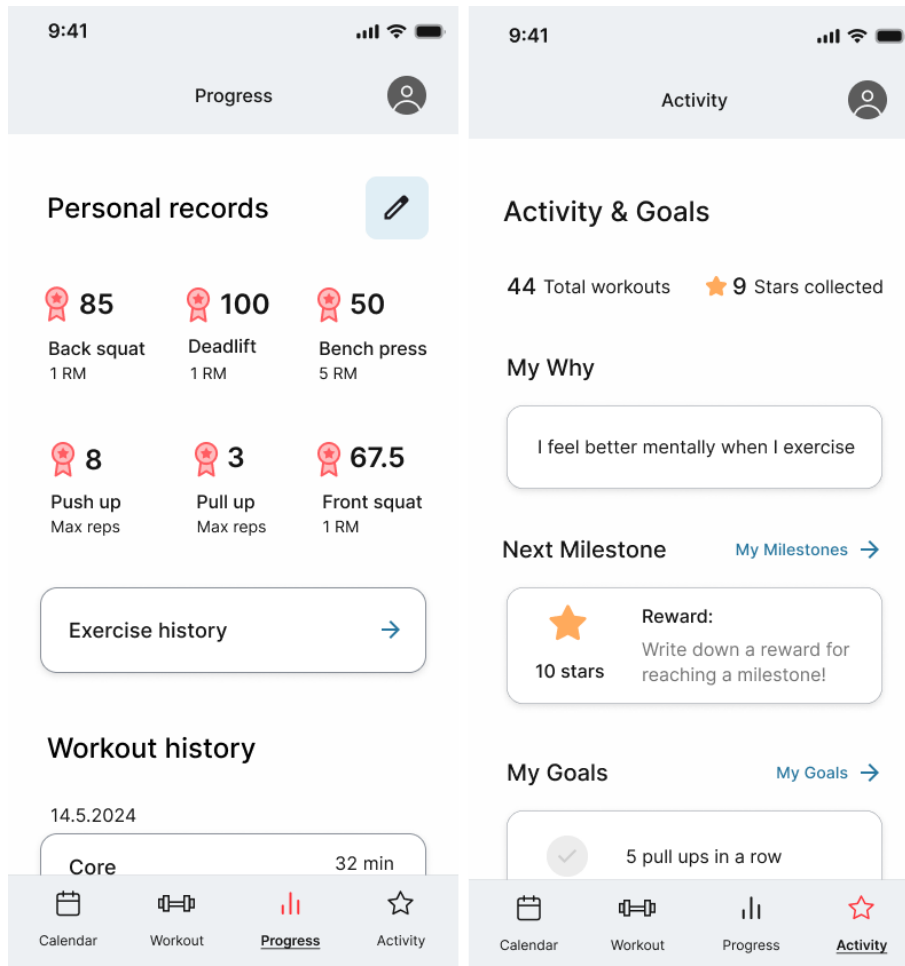 9:41
Progress
Personal records
85
100
50
Back squat
Deadlift
Bench press
1 RM
1 RM
5 RM
8
3
67.5
Push up
Pull up
Front squat
Max reps
Max reps
1 RM
Exercise history
Workout history
14.5.2024
Core
32 min
Calendar
Workout
Progress
Activity
9:41
Activity
Activity & Goals
44 Total workouts
9 Stars collected
My Why
I feel better mentally when I exercise
Next Milestone
My Milestones
10 stars
Reward:
Write down a reward for
reaching a milestone!
My Goals
My Goals
5 pull ups in a row
Calendar
Workout
Progress
Activity